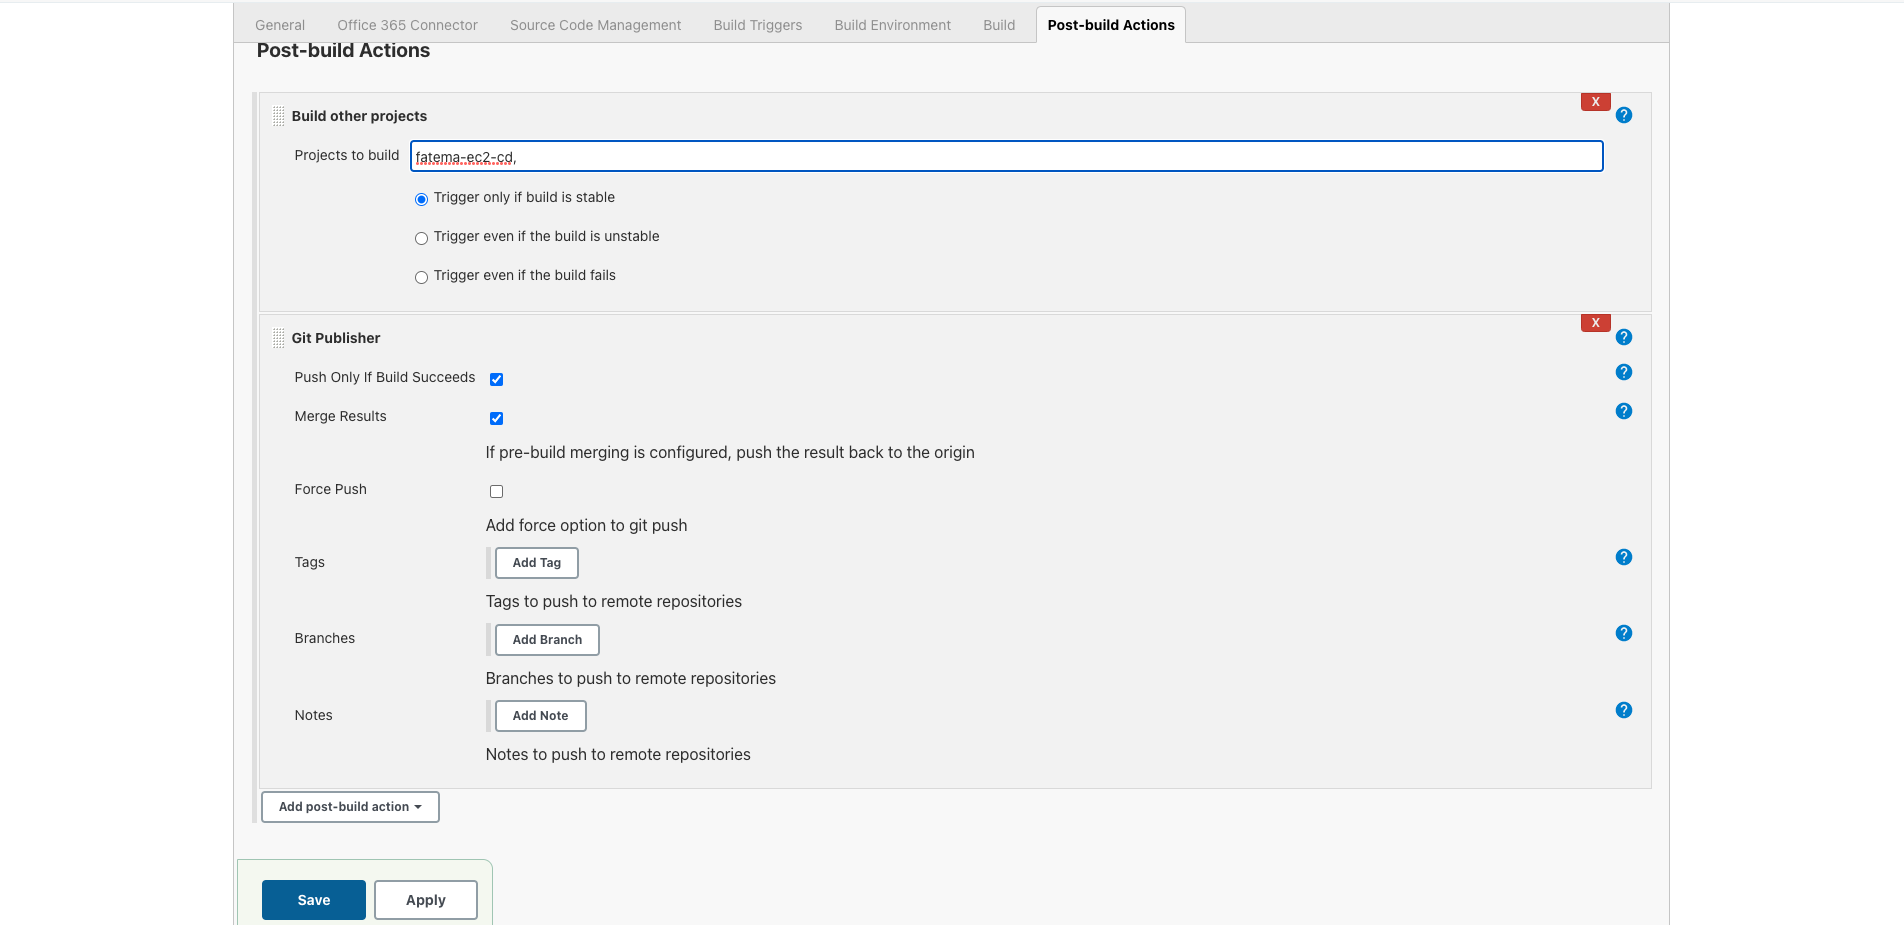 General Office 365 Connector Source Code Management Build Triggers Build Environment Build Post-build Actions
Post-build Actions
X
Build other projects ?
Projects to build fatema-ec2-cd,
Trigger only if build is stable
Trigger even if the build is unstable
Trigger even if the build fails
X
Git Publisher ?
Push Only If Build Succeeds ?
Merge Results ?
If pre-build merging is configured, push the result back to the origin
Force Push
Add force option to git push
Tags Add Tag ?
Tags to push to remote repositories
Branches Add Branch ?
Branches to push to remote repositories
Notes Add Note ?
Notes to push to remote repositories
Add post-build action
Save Apply